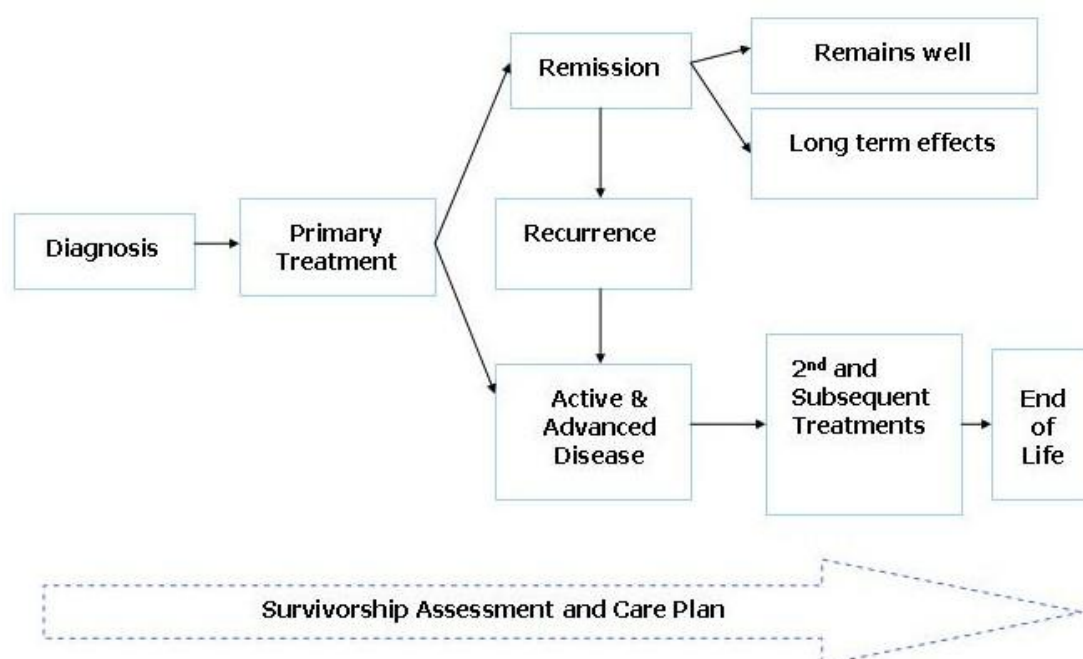 Remission
Remains well
Long term effects
Diagnosis
Primary
Treatment
Recurrence
Active &
Advanced
Disease
2nd and
Subsequent
Treatments
End
of
Life
Survivorship Assessment and Care Plan